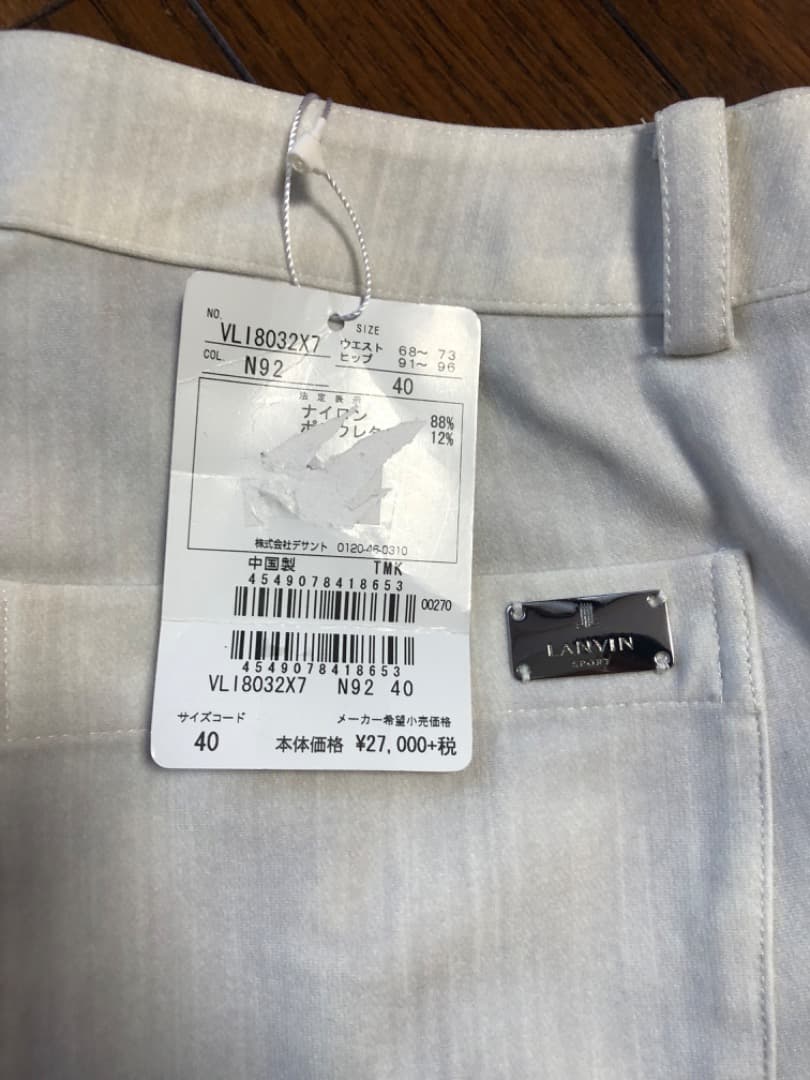 NO. VLI8032X7
COL. N92
SIZE
ウエスト 68~ 73
ヒップ 91~ 96
40
法定表示
ナイロン 88%
12%
株式会社デサント 0120-46-0310
中国製 TMK
4549078418653
00270
4549078418653
VLI8032X7 N92 40
サイズコード メーカー希望小売価格
40 本体価格 ¥27,000+税
LANVIN
SPORT